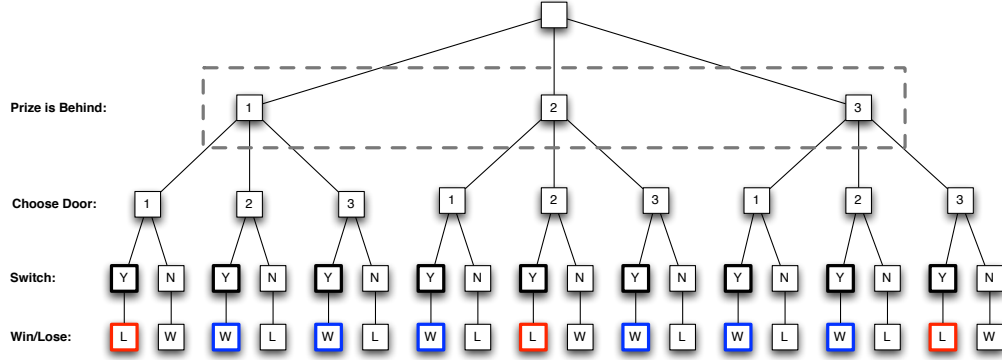 Prize is Behind: 1 2 3
Choose Door: 1 2 3 1 2 3 1 2 3
Switch: Y N Y N Y N Y N Y N Y N Y N Y N Y N
Win/Lose: L W W L W L W L L W W L W L W L L W